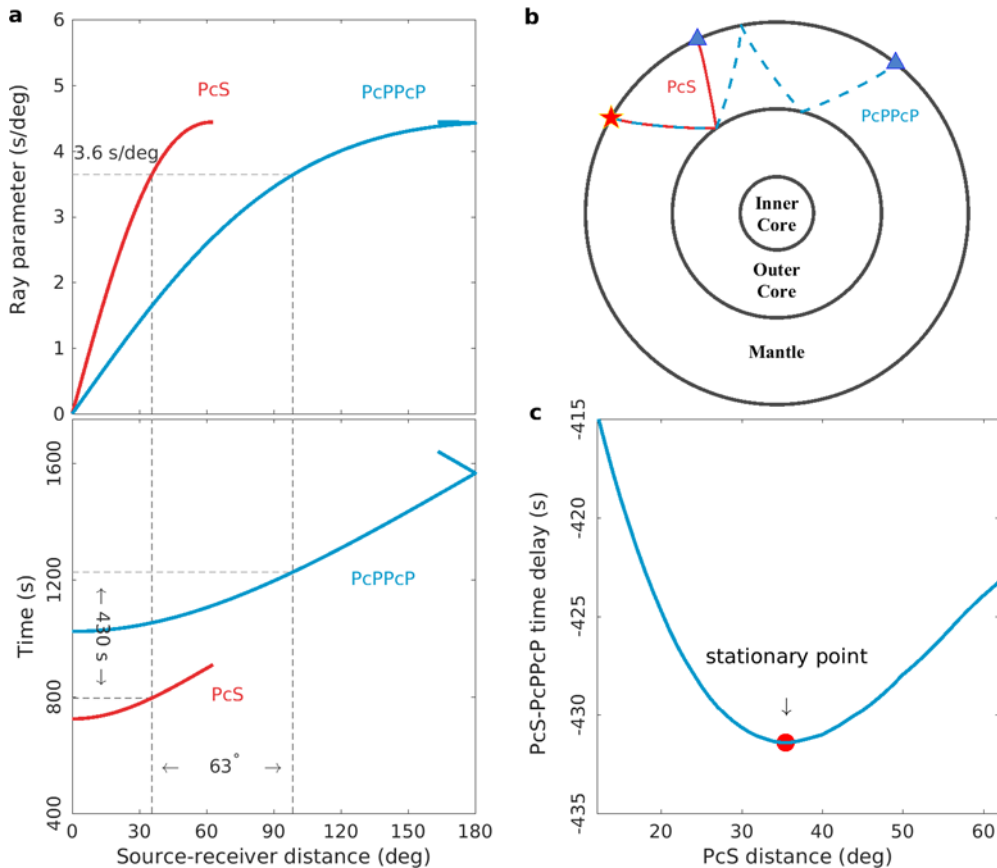 a
Ray parameter (s/deg)
6
5
4
3
2
1
0
PcS
PcPPcP
3.6 s/deg
Time (s)
1600
1200
800
400
PcPPcP
PcS
← 430 s →
← 63° →
0 30 60 90 120 150 180
Source-receiver distance (deg)
b
PcS
PcPPcP
Inner
Core
Outer
Core
Mantle
c
PcS-PcPPcP time delay (s)
-415
-420
-425
-430
-435
stationary point
↓
20 30 40 50 60
PcS distance (deg)